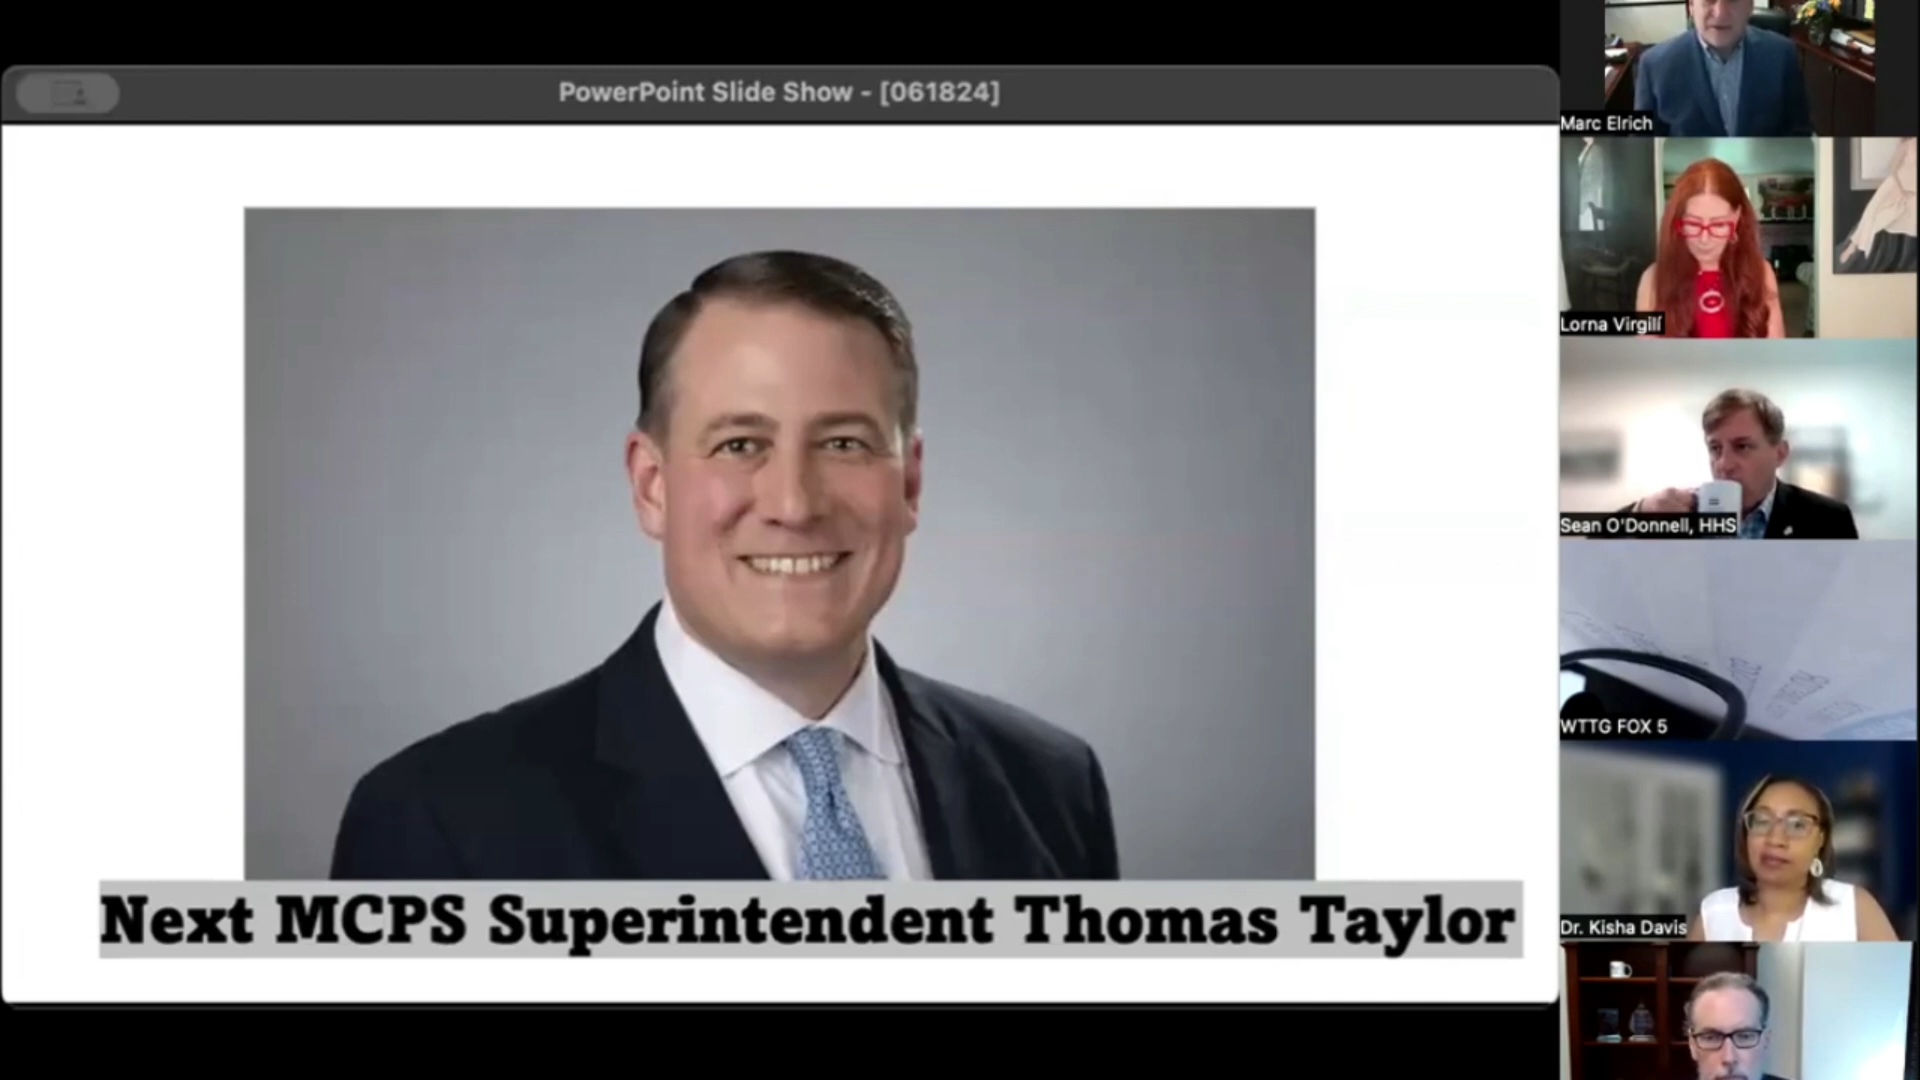 PowerPoint Slide Show - [061824]
Next MCPS Superintendent Thomas Taylor
Marc Elrich
Lorna Virgilí
Sean O'Donnell, HHS
WTTG FOX 5
Dr. Kisha Davis